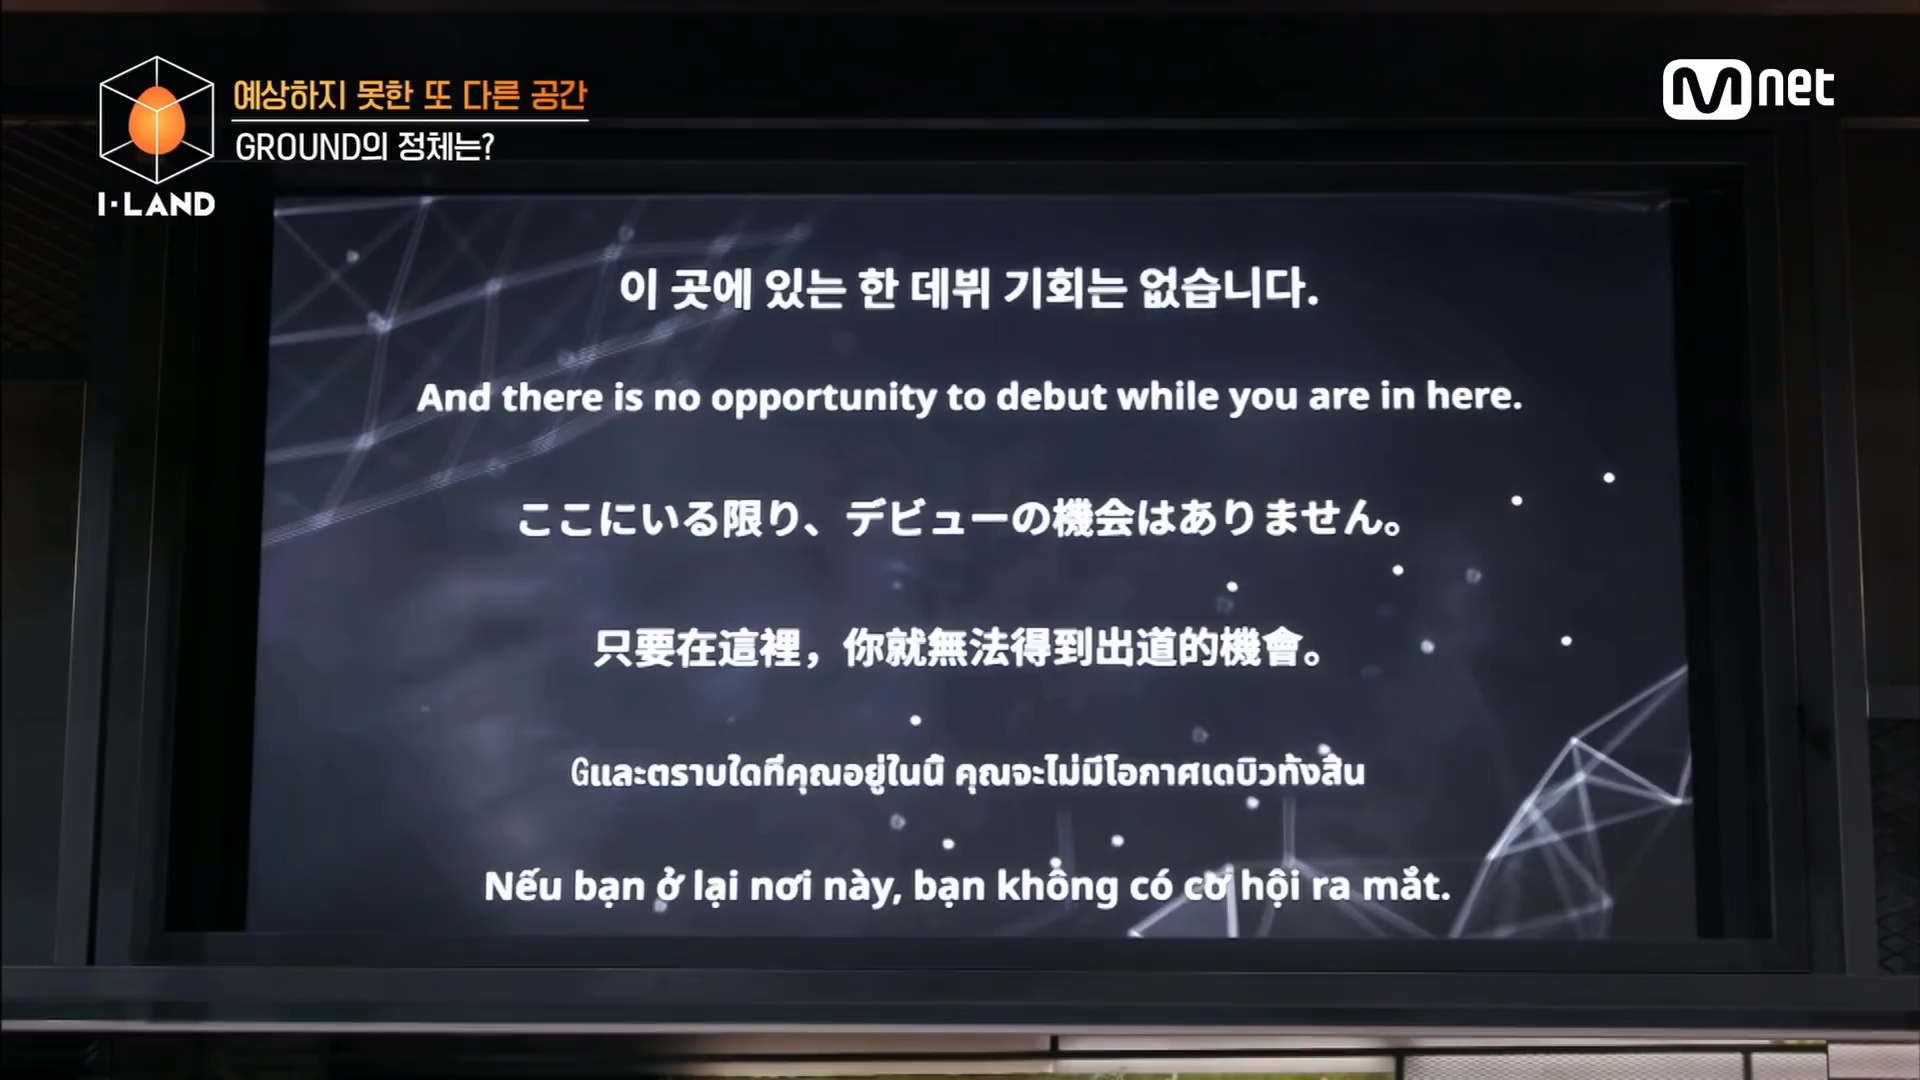 예상하지 못한 또 다른 공간
GROUND의 정체는?
I·LAND
Mnet
이 곳에 있는 한 데뷔 기회는 없습니다.
And there is no opportunity to debut while you are in here.
ここにいる限り、デビューの機会はありません。
只要在這裡，你就無法得到出道的機會。
Gและตราบใดที่คุณอยู่ในนี้ คุณจะไม่มีโอกาสเดบิวทั้งสิ้น
Nếu bạn ở lại nơi này, bạn không có cơ hội ra mắt.